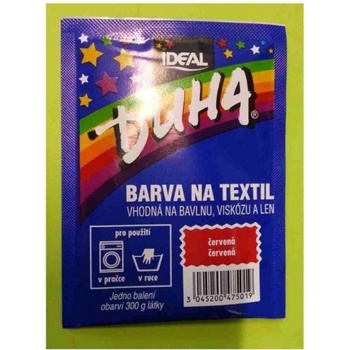 IDEAL
DUHA®
BARVA NA TEXTIL
VHODNÁ NA BAVLNU, VISKÓZU A LEN
pro použití
v pračce
v ruce
červená
červená
Jedno balení
obarví 300 g látky
3 045200 475019